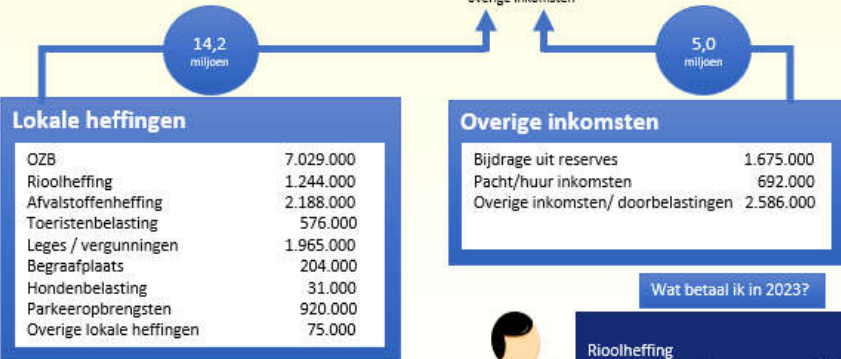 overige inkomsten
14,2
miljoen
5,0
miljoen
Lokale heffingen
OZB 7.029.000
Rioolheffing 1.244.000
Afvalstoffenheffing 2.188.000
Toeristenbelasting 576.000
Leges / vergunningen 1.965.000
Begraafplaats 204.000
Hondenbelasting 31.000
Parkeeropbrengsten 920.000
Overige lokale heffingen 75.000
Overige inkomsten
Bijdrage uit reserves 1.675.000
Pacht/huur inkomsten 692.000
Overige inkomsten/ doorbelastingen 2.586.000
Wat betaal ik in 2023?
Rioolheffing